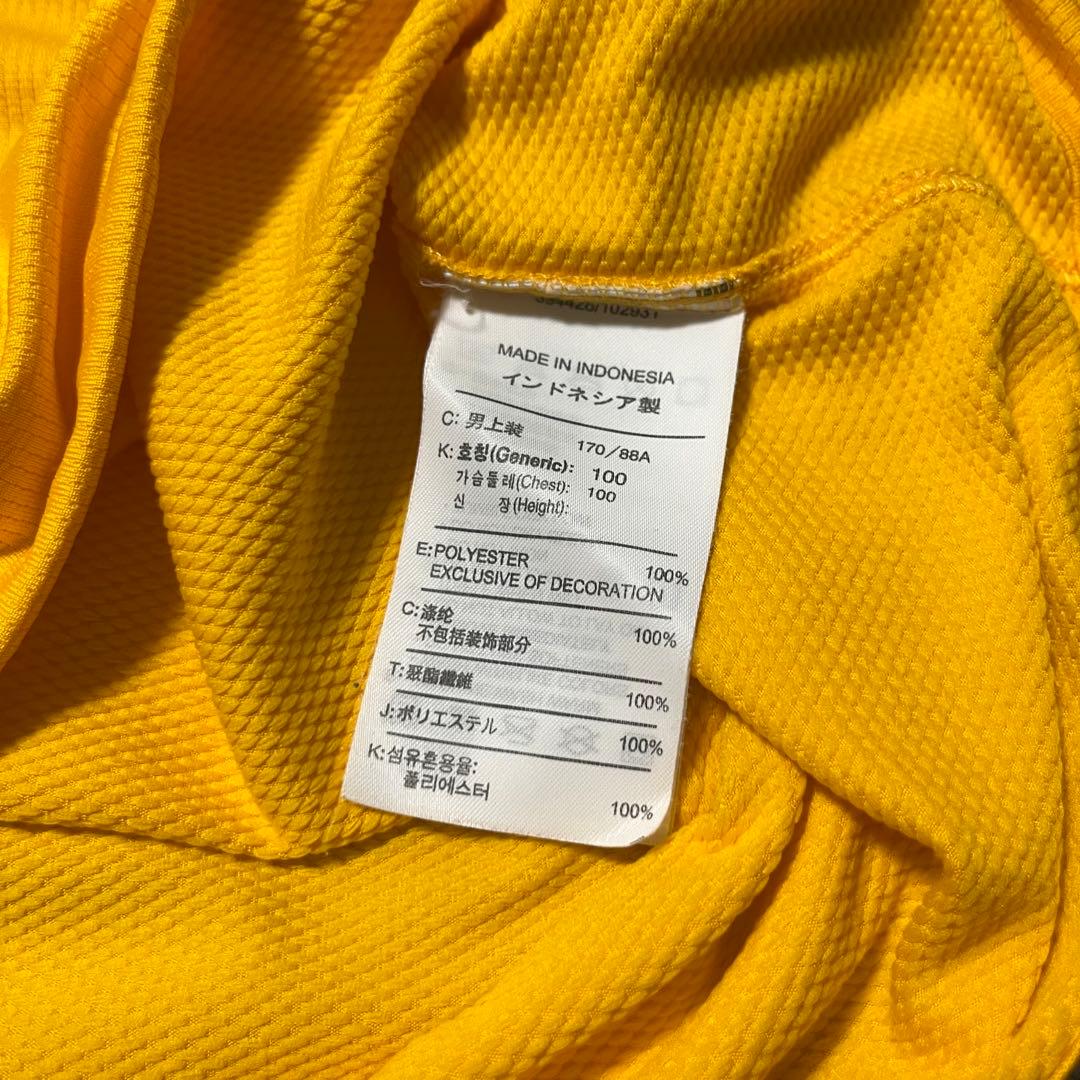 394428/102931
MADE IN INDONESIA
インドネシア製
C: 男上装 170/88A
K: 호칭(Generic): 100
가슴둘레(Chest): 100
신 장(Height):
E: POLYESTER 100%
EXCLUSIVE OF DECORATION
C: 涤纶 100%
不包括装饰部分
T: 聚酯纖維 100%
J: ポリエステル 100%
K: 섬유혼용율:
폴리에스터 100%